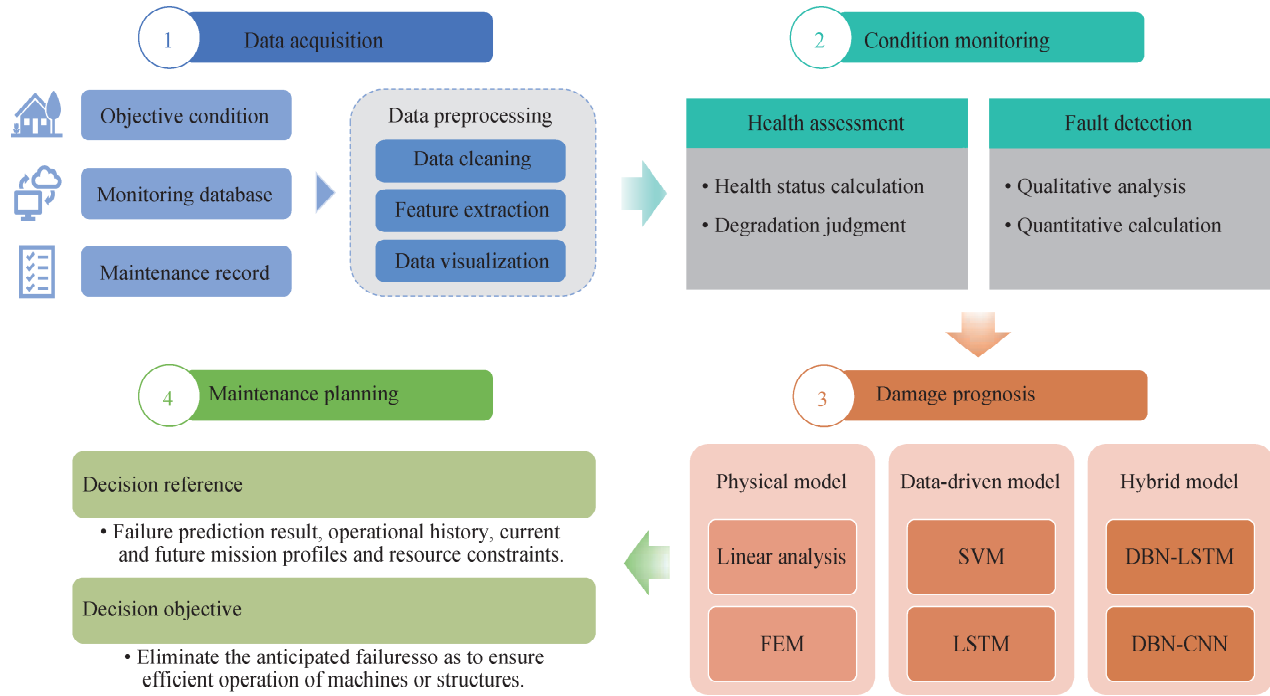 1
Data acquisition
Objective condition
Monitoring database
Maintenance record
Data preprocessing
Data cleaning
Feature extraction
Data visualization
2
Condition monitoring
Health assessment
• Health status calculation
• Degradation judgment
Fault detection
• Qualitative analysis
• Quantitative calculation
3
Damage prognosis
Physical model
Linear analysis
FEM
Data-driven model
SVM
LSTM
Hybrid model
DBN-LSTM
DBN-CNN
4
Maintenance planning
Decision reference
• Failure prediction result, operational history, current
and future mission profiles and resource constraints.
Decision objective
• Eliminate the anticipated failuresso as to ensure
efficient operation of machines or structures.